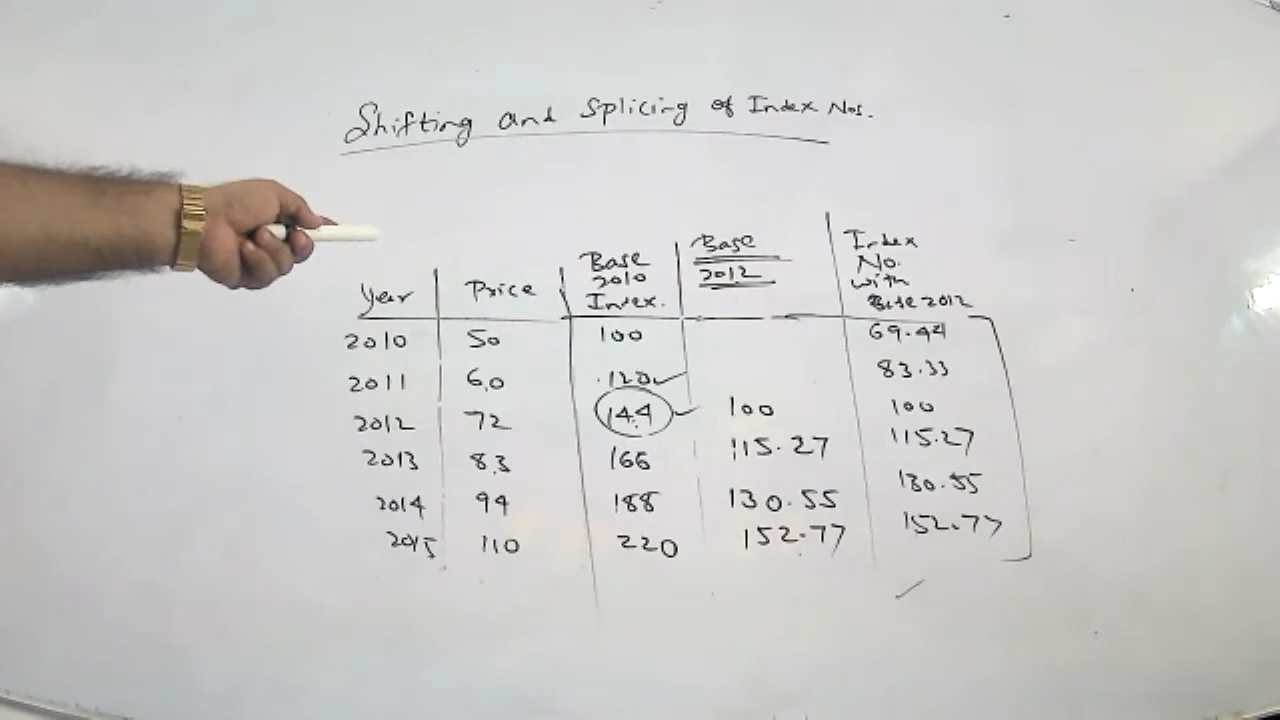 Shifting and Splicing of Index Nos.
Year Price Base 2010 Index. Base 2012 Index No. with Base 2012
2010 50 100 69.44
2011 60 120 83.33
2012 72 144 100 100
2013 83 166 115.27 115.27
2014 94 188 130.55 130.55
2015 110 220 152.77 152.77